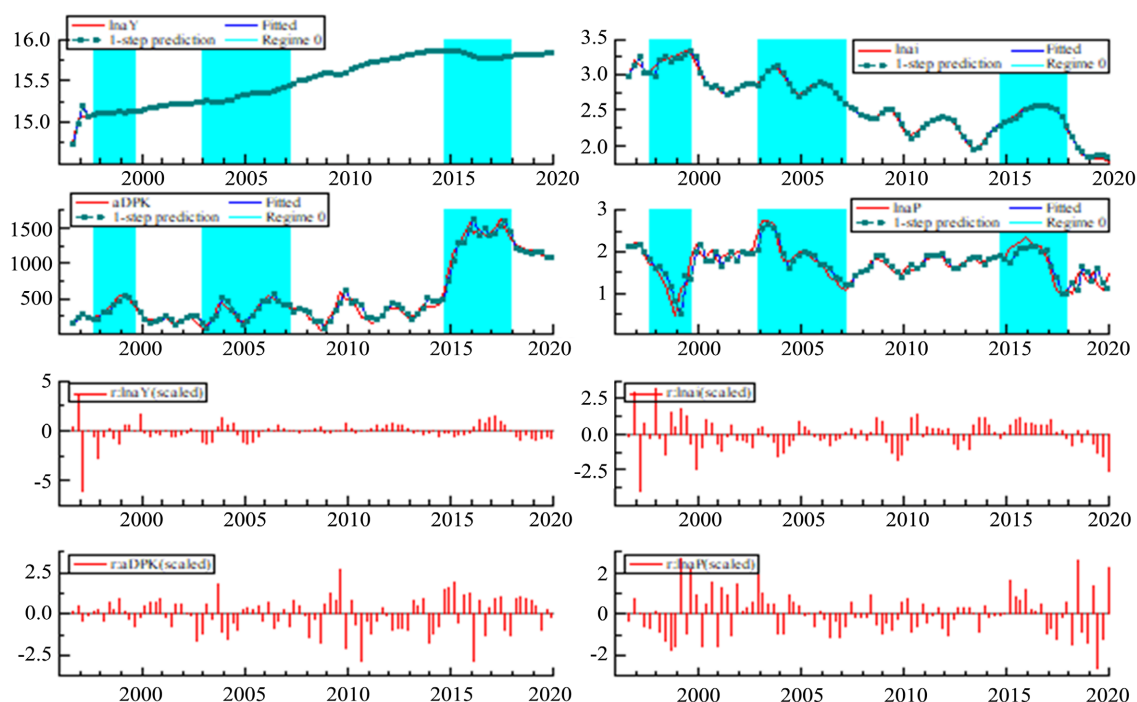 lnaY Fitted
1-step prediction Regime 0
16.0
15.5
15.0
2000 2005 2010 2015 2020
lnai Fitted
1-step prediction Regime 0
3.5
3.0
2.5
2.0
2000 2005 2010 2015 2020
aDPK Fitted
1-step prediction Regime 0
1500
1000
500
2000 2005 2010 2015 2020
lnaP Fitted
1-step prediction Regime 0
3
2
1
2000 2005 2010 2015 2020
r:lnaY(scaled)
5
0
-5
2000 2005 2010 2015 2020
r:lnai(scaled)
2.5
0.0
-2.5
2000 2005 2010 2015 2020
r:aDPK(scaled)
2.5
0.0
-2.5
2000 2005 2010 2015 2020
r:lnaP(scaled)
2
0
-2
2000 2005 2010 2015 2020